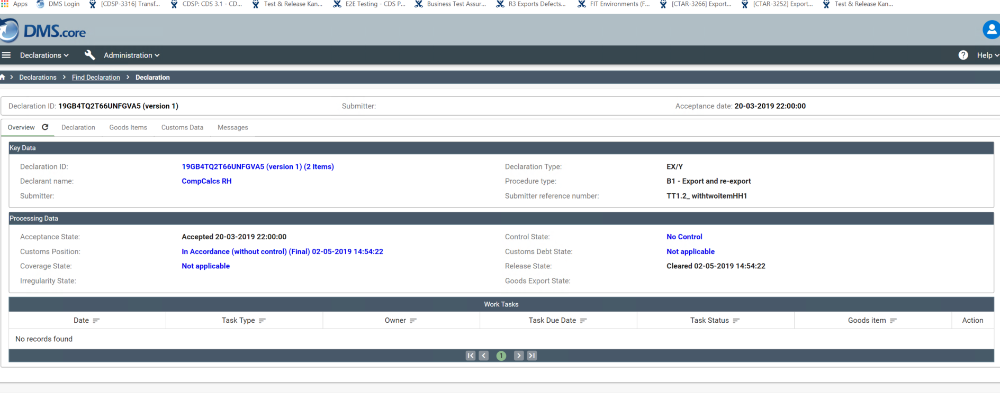 Apps DMS Login [CDSP-3316] Transf... CDSP: CDS 3.1 - CD... Test & Release Kan... E2E Testing - CDS P... Business Test Assur... R3 Exports Defects... FIT Environments (F... [CTAR-3266] Export... [CTAR-3252] Export... Test & Release Kan...
DMS.core
Declarations Administration ? Help
> Declarations > Find Declaration > Declaration
Declaration ID: 19GB4TQ2T66UNFGVA5 (version 1) Submitter: Acceptance date: 20-03-2019 22:00:00
Overview Declaration Goods Items Customs Data Messages
Key Data
Declaration ID: 19GB4TQ2T66UNFGVA5 (version 1) (2 Items) Declaration Type: EX/Y
Declarant name: CompCalcs RH Procedure type: B1 - Export and re-export
Submitter: Submitter reference number: TT1.2_ withtwoitemHH1
Processing Data
Acceptance State: Accepted 20-03-2019 22:00:00 Control State: No Control
Customs Position: In Accordance (without control) (Final) 02-05-2019 14:54:22 Customs Debt State: Not applicable
Coverage State: Not applicable Release State: Cleared 02-05-2019 14:54:22
Irregularity State: Goods Export State:
Work Tasks
Date Task Type Owner Task Due Date Task Status Goods item Action
No records found
1